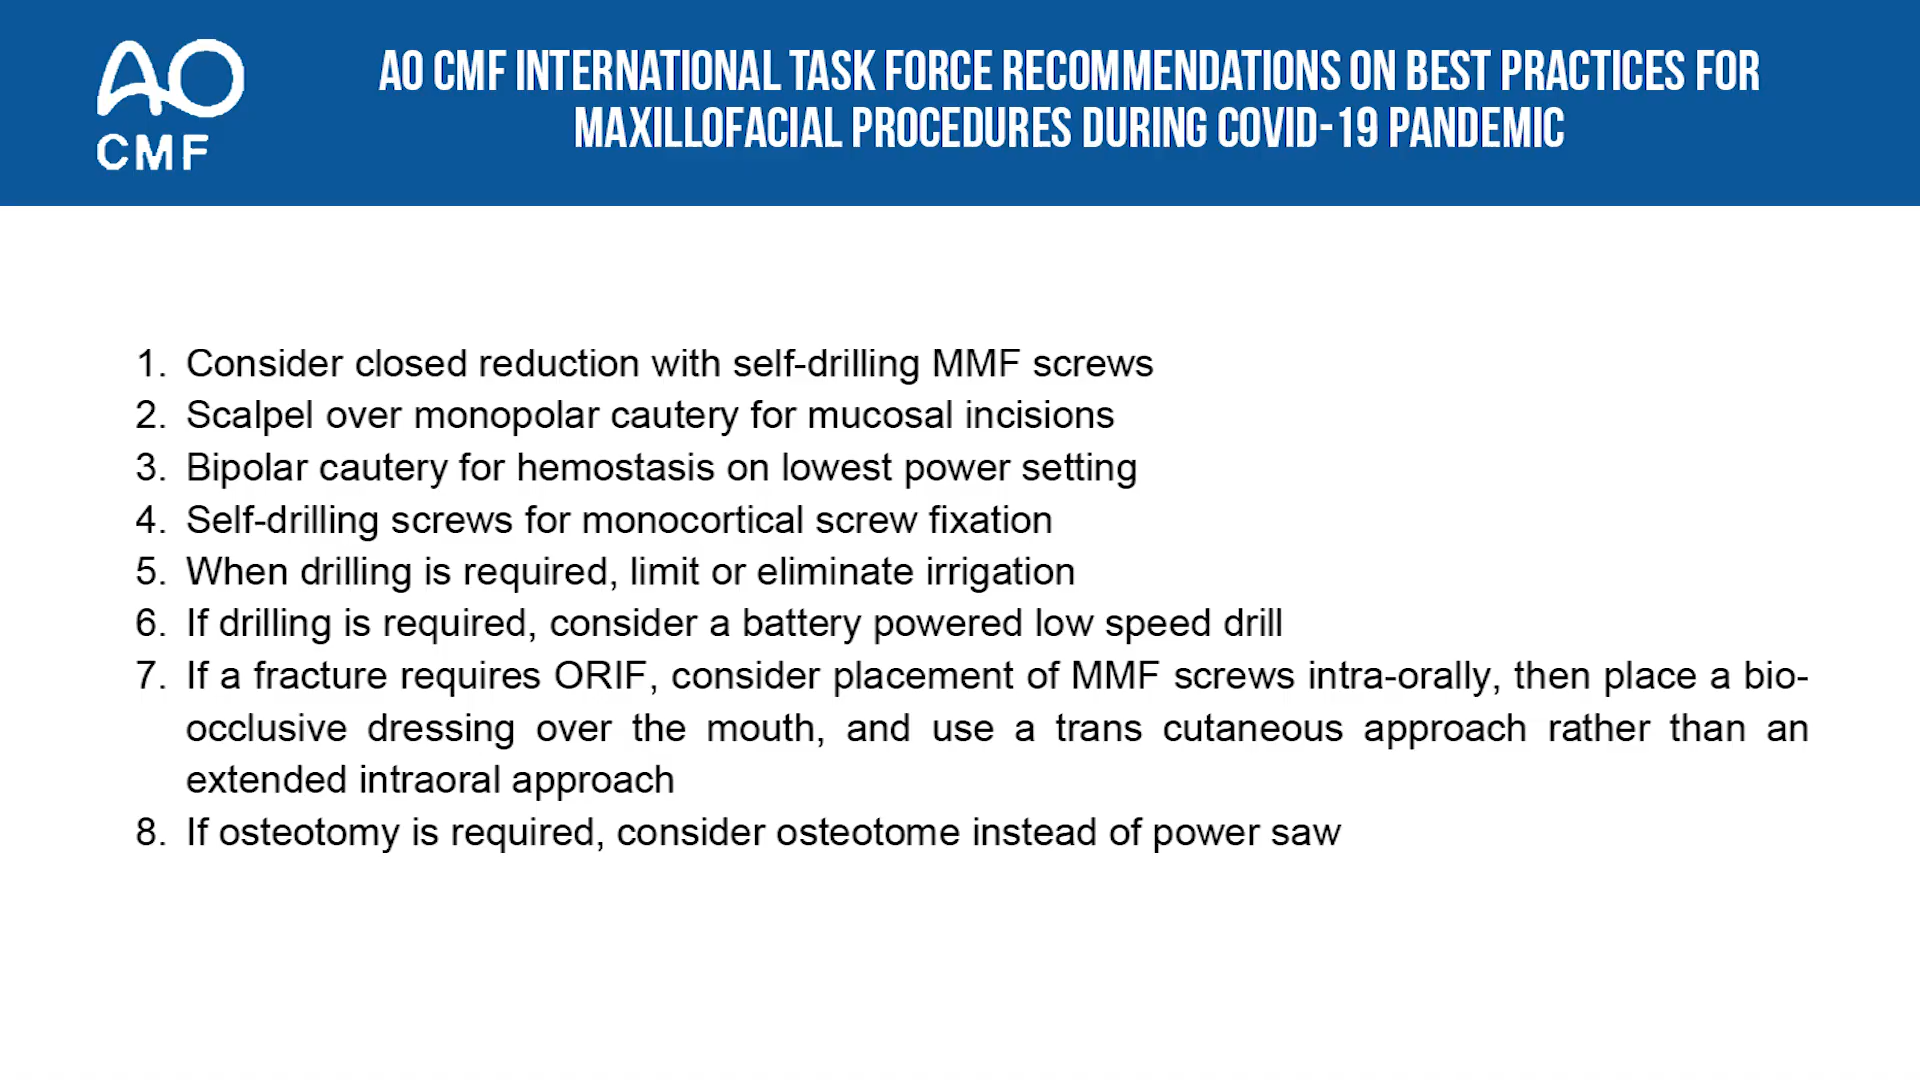 AO
CMF
AO CMF INTERNATIONAL TASK FORCE RECOMMENDATIONS ON BEST PRACTICES FOR
MAXILLOFACIAL PROCEDURES DURING COVID-19 PANDEMIC
1. Consider closed reduction with self-drilling MMF screws
2. Scalpel over monopolar cautery for mucosal incisions
3. Bipolar cautery for hemostasis on lowest power setting
4. Self-drilling screws for monocortical screw fixation
5. When drilling is required, limit or eliminate irrigation
6. If drilling is required, consider a battery powered low speed drill
7. If a fracture requires ORIF, consider placement of MMF screws intra-orally, then place a bio-
occlusive dressing over the mouth, and use a trans cutaneous approach rather than an
extended intraoral approach
8. If osteotomy is required, consider osteotome instead of power saw